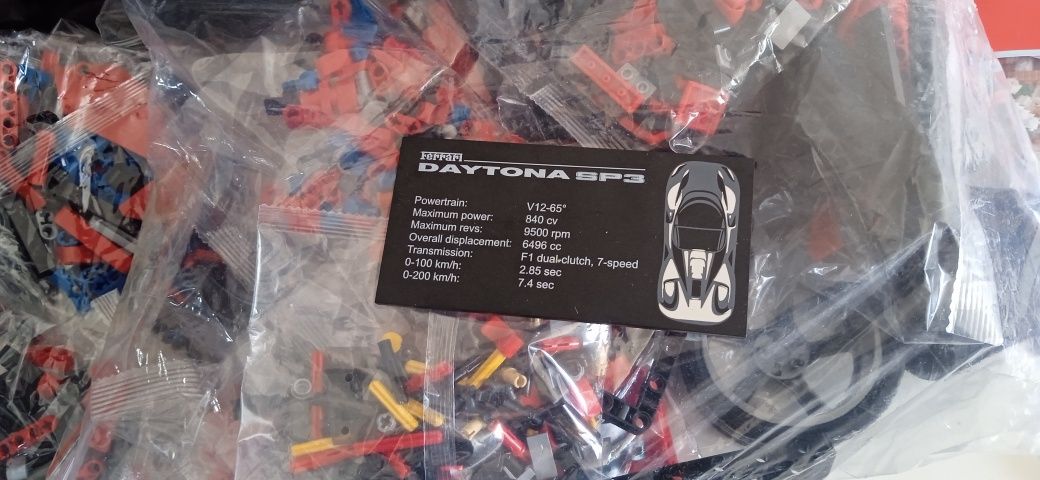 Ferrari
DAYTONA SP3
Powertrain: V12-65°
Maximum power: 840 cv
Maximum revs: 9500 rpm
Overall displacement: 6496 cc
Transmission: F1 dual-clutch, 7-speed
0-100 km/h: 2.85 sec
0-200 km/h: 7.4 sec